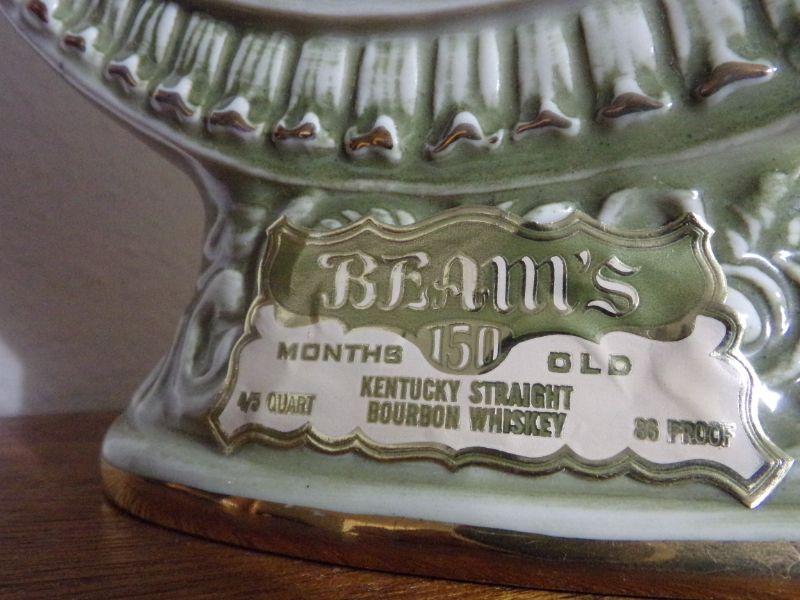 BEAM'S
MONTHS 150 OLD
4/5 QUART KENTUCKY STRAIGHT BOURBON WHISKEY 86 PROOF